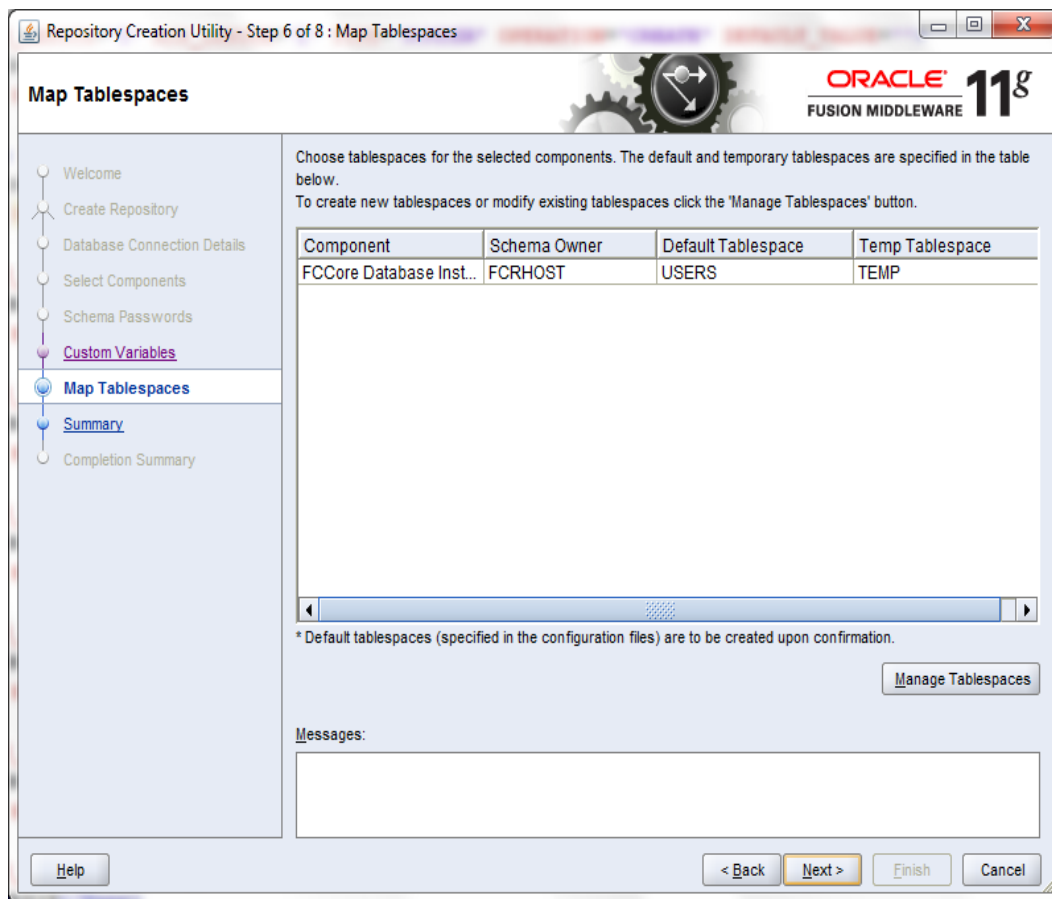 Repository Creation Utility - Step 6 of 8 : Map Tablespaces
Map Tablespaces
ORACLE
FUSION MIDDLEWARE
11g
Welcome
Create Repository
Database Connection Details
Select Components
Schema Passwords
Custom Variables
Map Tablespaces
Summary
Completion Summary
Choose tablespaces for the selected components. The default and temporary tablespaces are specified in the table
below.
To create new tablespaces or modify existing tablespaces click the 'Manage Tablespaces' button.
Component Schema Owner Default Tablespace Temp Tablespace
FCCore Database Inst... FCRHOST USERS TEMP
* Default tablespaces (specified in the configuration files) are to be created upon confirmation.
Manage Tablespaces
Messages:
Help
< Back Next > Finish Cancel